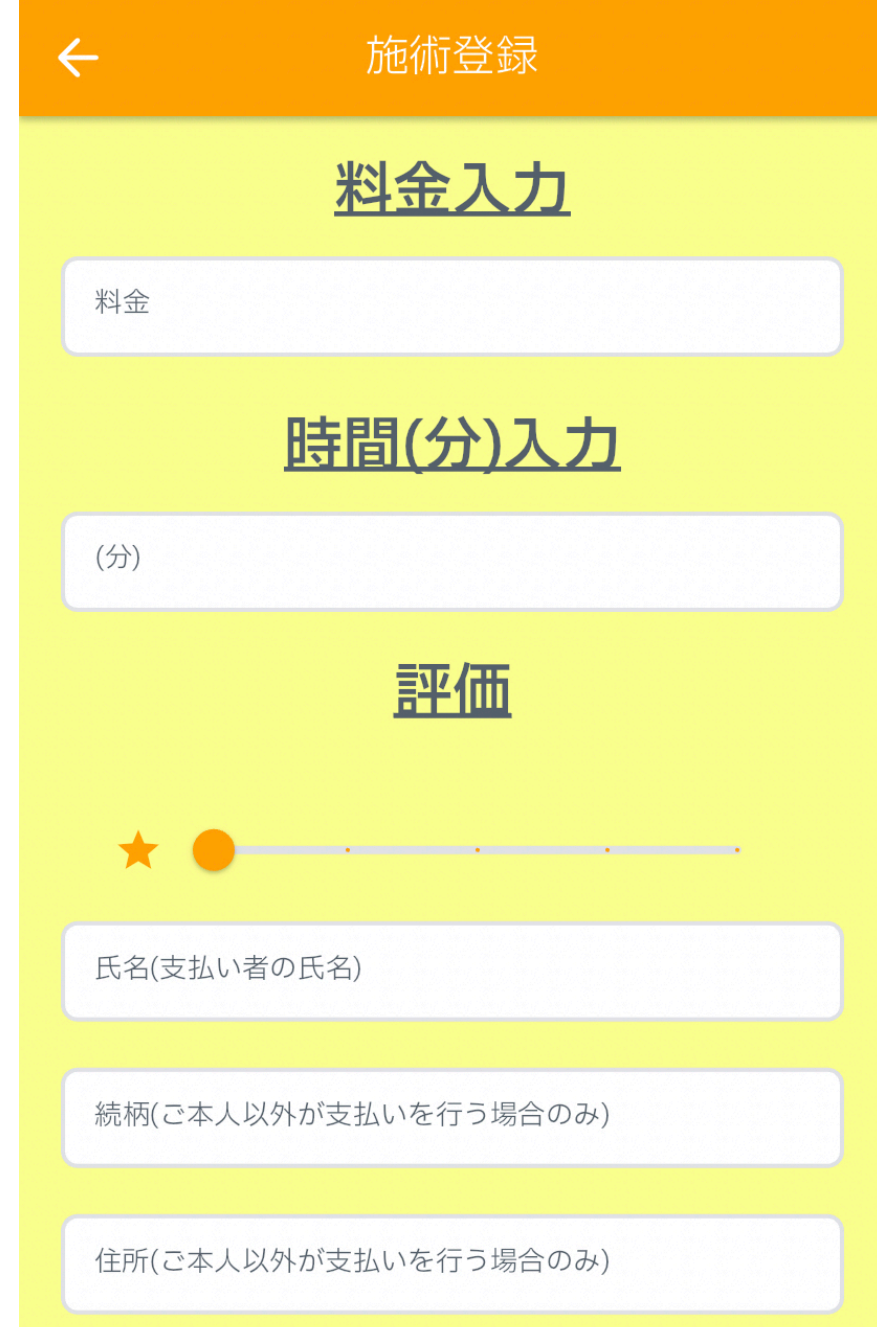 施術登録
料金入力
料金
時間(分)入力
(分)
評価
氏名(支払い者の氏名)
続柄(ご本人以外が支払いを行う場合のみ)
住所(ご本人以外が支払いを行う場合のみ)